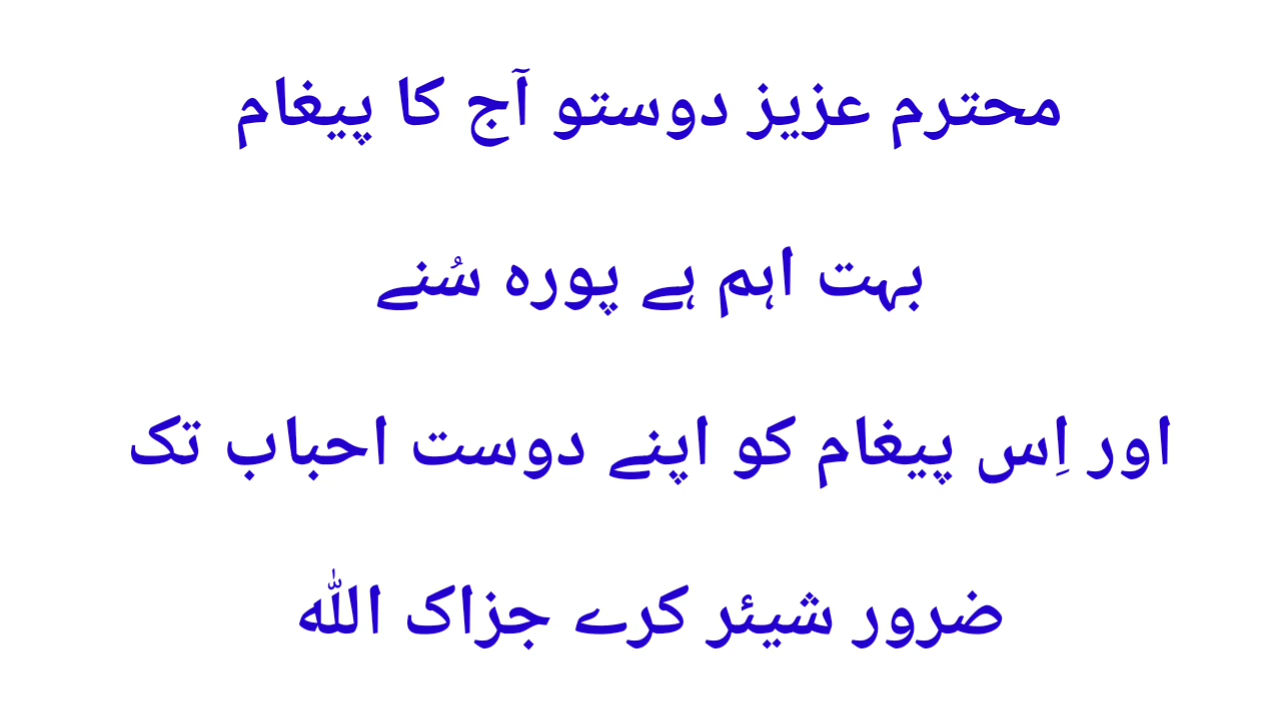 محترم عزیز دوستو آج کا پیغام
بہت اہم ہے پورہ سُنے
اور اِس پیغام کو اپنے دوست احباب تک
ضرور شیئر کرے جزاک اللہ